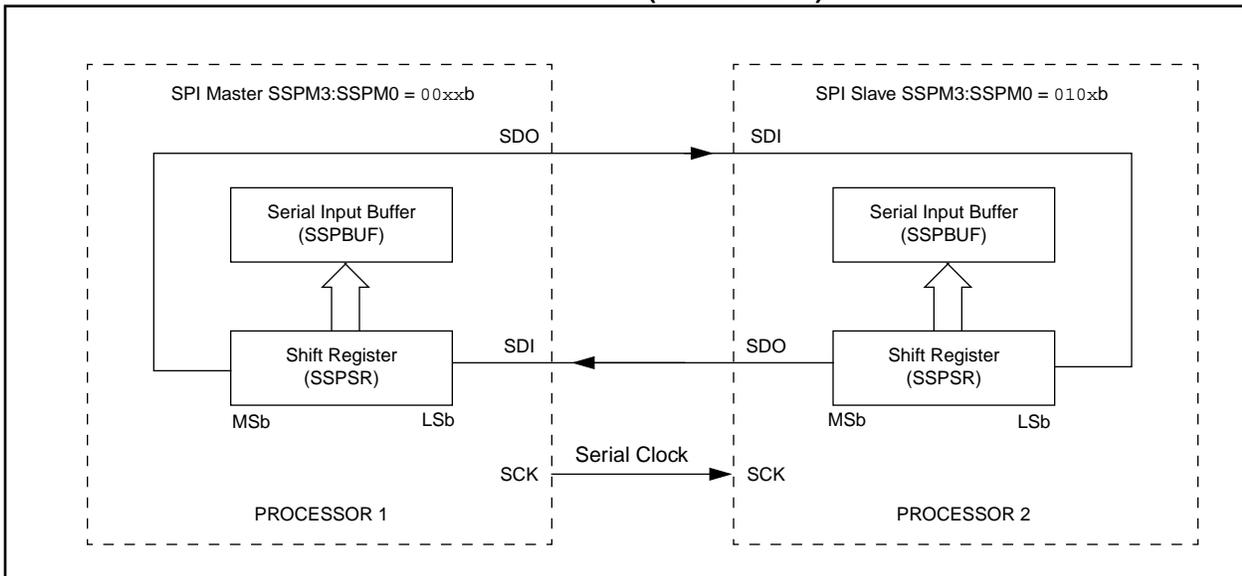 SPI Master SSPM3:SSPM0 = 00xxb
SDO
Serial Input Buffer
(SSPBUF)
Shift Register
(SSPSR)
MSb
LSb
SDI
SCK
PROCESSOR 1
Serial Clock
SPI Slave SSPM3:SSPM0 = 010xb
SDI
Serial Input Buffer
(SSPBUF)
SDO
Shift Register
(SSPSR)
MSb
LSb
SCK
PROCESSOR 2